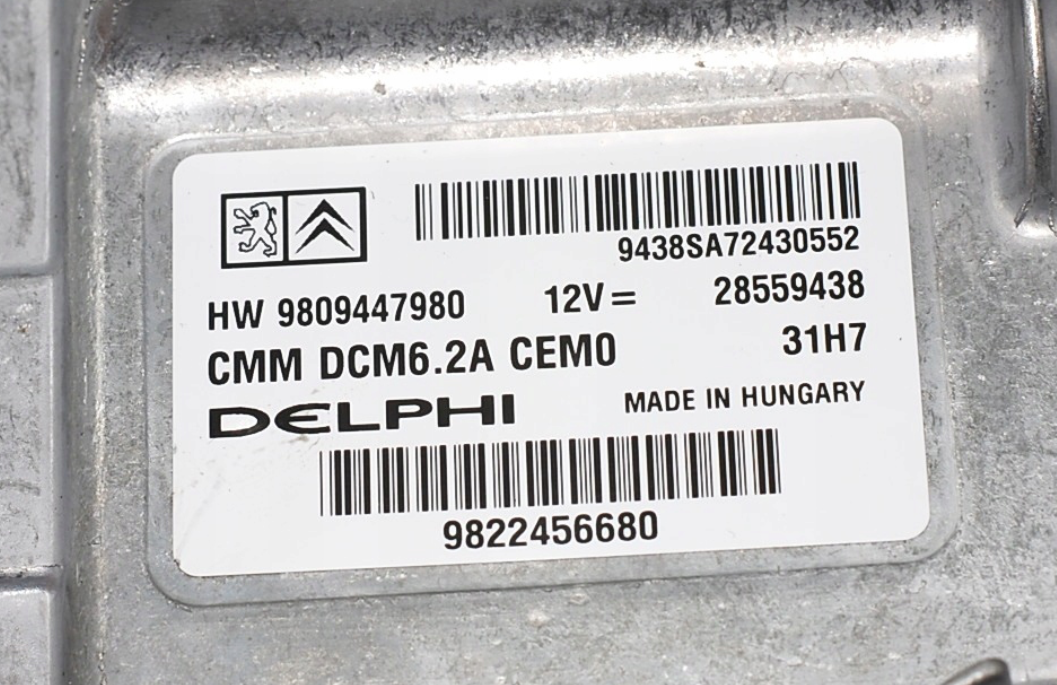 9438SA72430552
HW 9809447980 12V= 28559438
CMM DCM6.2A CEM0 31H7
DELPHI MADE IN HUNGARY
9822456680